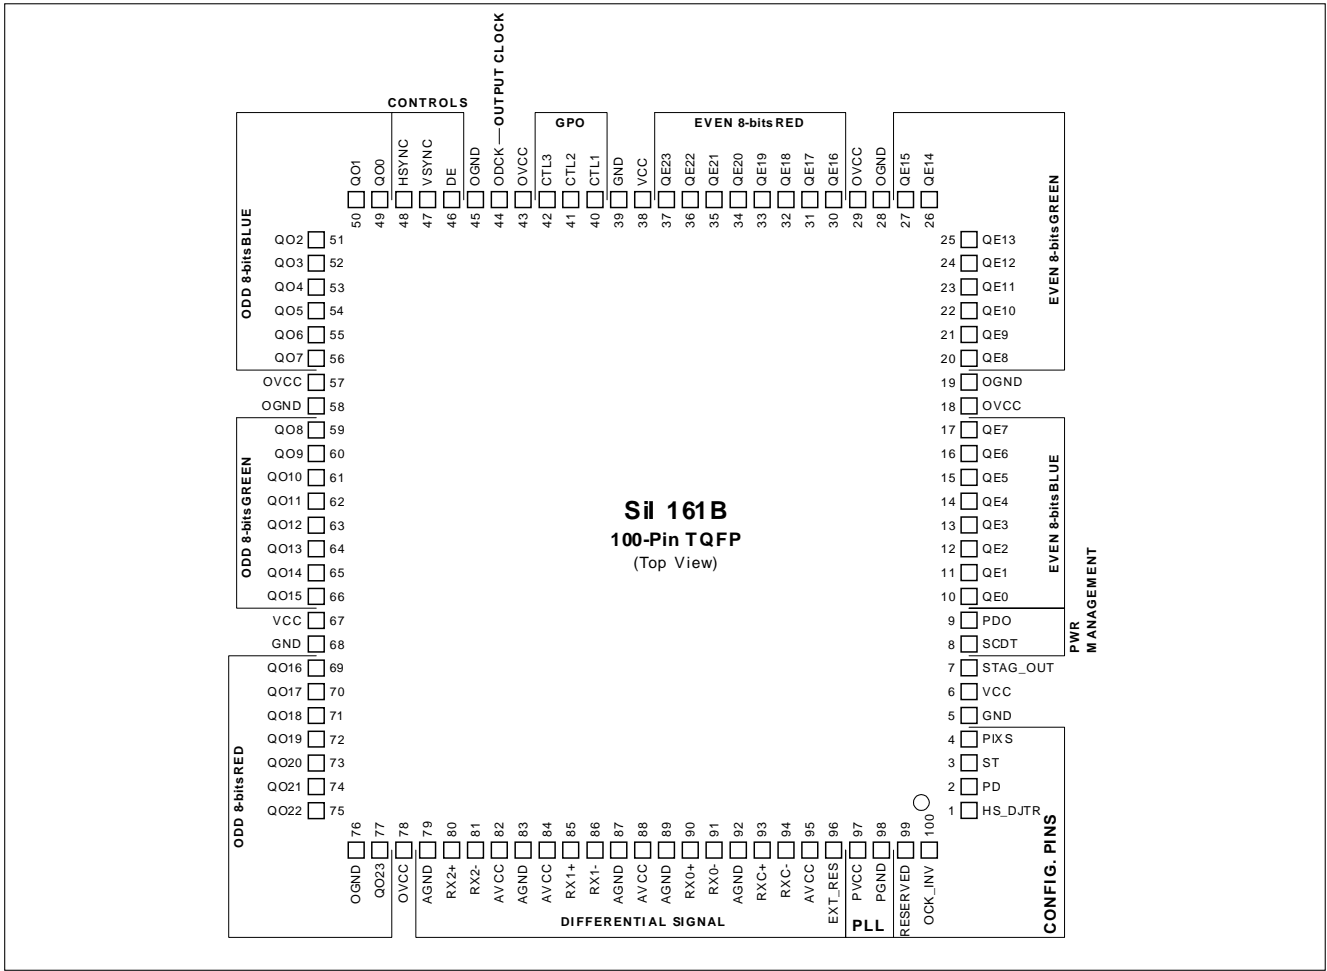 OUTPUT CLOCK
CONTROLS
GPO
EVEN 8-bits RED
QO1
QO0
HSYNC
VSYNC
DE
OGND
ODCK
OVCC
CTL3
CTL2
CTL1
GND
VCC
QE23
QE22
QE21
QE20
QE19
QE18
QE17
QE16
OVCC
OGND
QE15
QE14
50
49
48
47
46
45
44
43
42
41
40
39
38
37
36
35
34
33
32
31
30
29
28
27
26
ODD 8-bits BLUE
QO2 51
QO3 52
QO4 53
QO5 54
QO6 55
QO7 56
OVCC 57
OGND 58
ODD 8-bits GREEN
QO8 59
QO9 60
QO10 61
QO11 62
QO12 63
QO13 64
QO14 65
QO15 66
VCC 67
GND 68
ODD 8-bits RED
QO16 69
QO17 70
QO18 71
QO19 72
QO20 73
QO21 74
QO22 75
SiI 161B
100-Pin TQFP
(Top View)
25 QE13
24 QE12
23 QE11
22 QE10
21 QE9
20 QE8
EVEN 8-bits GREEN
19 OGND
18 OVCC
17 QE7
16 QE6
15 QE5
14 QE4
13 QE3
12 QE2
11 QE1
10 QE0
EVEN 8-bits BLUE
9 PDO
8 SCDT
PWR
MANAGEMENT
7 STAG_OUT
6 VCC
5 GND
4 PIXS
3 ST
2 PD
1 HS_DJTR
CONFIG. PINS
76
77
78
79
80
81
82
83
84
85
86
87
88
89
90
91
92
93
94
95
96
97
98
99
100
OGND
QO23
OVCC
AGND
RX2+
RX2-
AVCC
AGND
AVCC
RX1+
RX1-
AGND
AVCC
AGND
RX0+
RX0-
AGND
RXC+
RXC-
AVCC
EXT_RES
PVCC
PGND
RESERVED
OCK_INV
DIFFERENTIAL SIGNAL
PLL